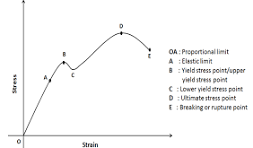 D
B
A
C
E
O
Stress
Strain
OA : Proportional limit
A : Elastic limit
B : Yield stress point/upper
yield stress point
C : Lower yield stress point
D : Ultimate stress point
E : Breaking or rupture point